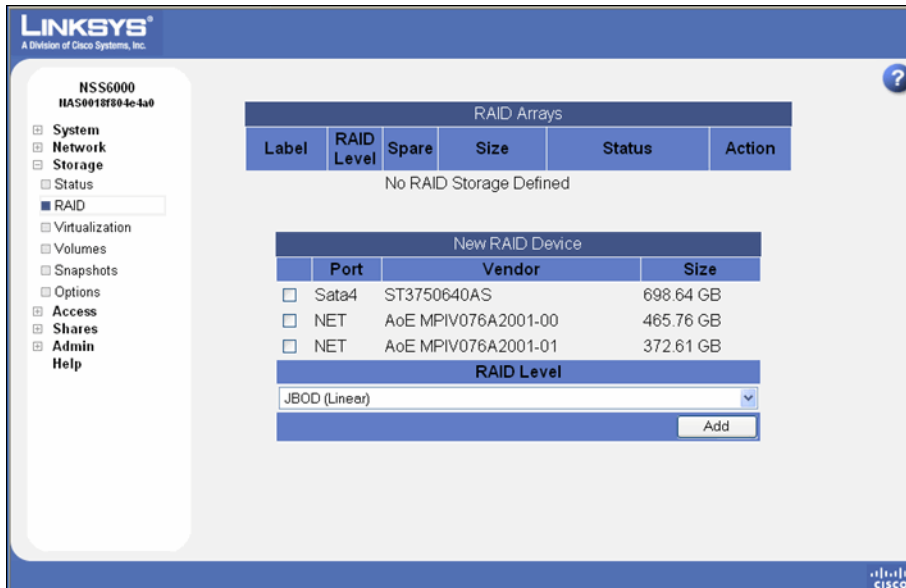 LINKSYS®
A Division of Cisco Systems, Inc.
?
NSS6000
NAS0018f804e4a0
System
Network
Storage
Status
RAID
Virtualization
Volumes
Snapshots
Options
Access
Shares
Admin
Help
RAID Arrays
Label RAID Level Spare Size Status Action
No RAID Storage Defined
New RAID Device
Port Vendor Size
Sata4 ST3750640AS 698.64 GB
NET AoE MPIV076A2001-00 465.76 GB
NET AoE MPIV076A2001-01 372.61 GB
RAID Level
JBOD (Linear)
Add
CISCO